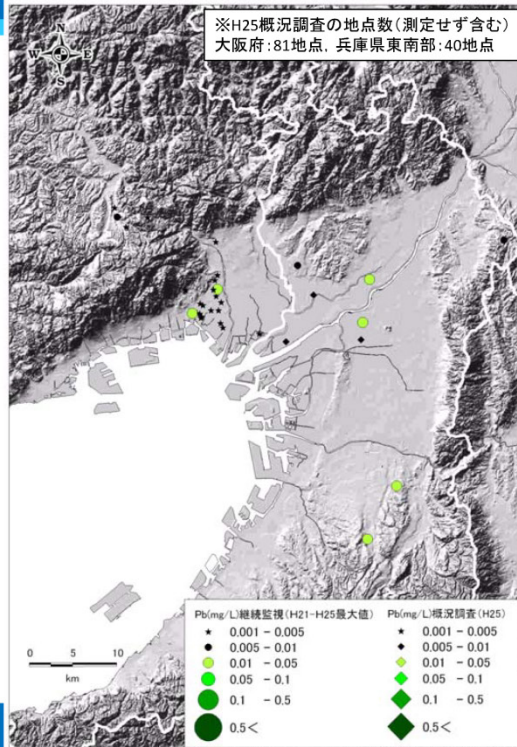 ※H25概況調査の地点数(測定せず含む)
大阪府:81地点, 兵庫県東南部:40地点
N
W E
S
Pb(mg/L)継続監視(H21-H25最大値)
0.001 - 0.005
0.005 - 0.01
0.01 - 0.05
0.05 - 0.1
0.1 - 0.5
0.5<
Pb(mg/L)概況調査(H25)
0.001 - 0.005
0.005 - 0.01
0.01 - 0.05
0.05 - 0.1
0.1 - 0.5
0.5<
0 5 10
km